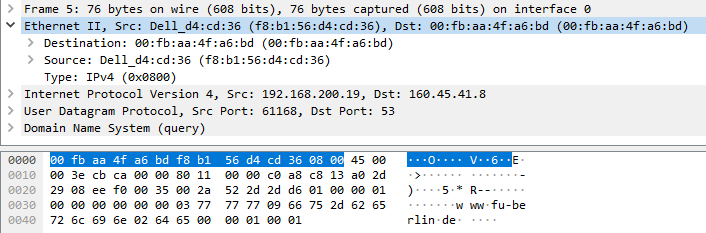 Frame 5: 76 bytes on wire (608 bits), 76 bytes captured (608 bits) on interface 0
Ethernet II, Src: Dell_d4:cd:36 (f8:b1:56:d4:cd:36), Dst: 00:fb:aa:4f:a6:bd (00:fb:aa:4f:a6:bd)
Destination: 00:fb:aa:4f:a6:bd (00:fb:aa:4f:a6:bd)
Source: Dell_d4:cd:36 (f8:b1:56:d4:cd:36)
Type: IPv4 (0x0800)
Internet Protocol Version 4, Src: 192.168.200.19, Dst: 160.45.41.8
User Datagram Protocol, Src Port: 61168, Dst Port: 53
Domain Name System (query)
0000 00 fb aa 4f a6 bd f8 b1 56 d4 cd 36 08 00 45 00 ···O···· V··6··E·
0010 00 3e cb ca 00 00 80 11 00 00 c0 a8 c8 13 a0 2d ·>······ ·······-
0020 29 08 ee f0 00 35 00 2a 52 2d 2d d6 01 00 00 01 )····5·* R--·····
0030 00 00 00 00 00 00 03 77 77 77 09 66 75 2d 62 65 ·······w ww·fu-be
0040 72 6c 69 6e 02 64 65 00 00 01 00 01 rlin·de· ····